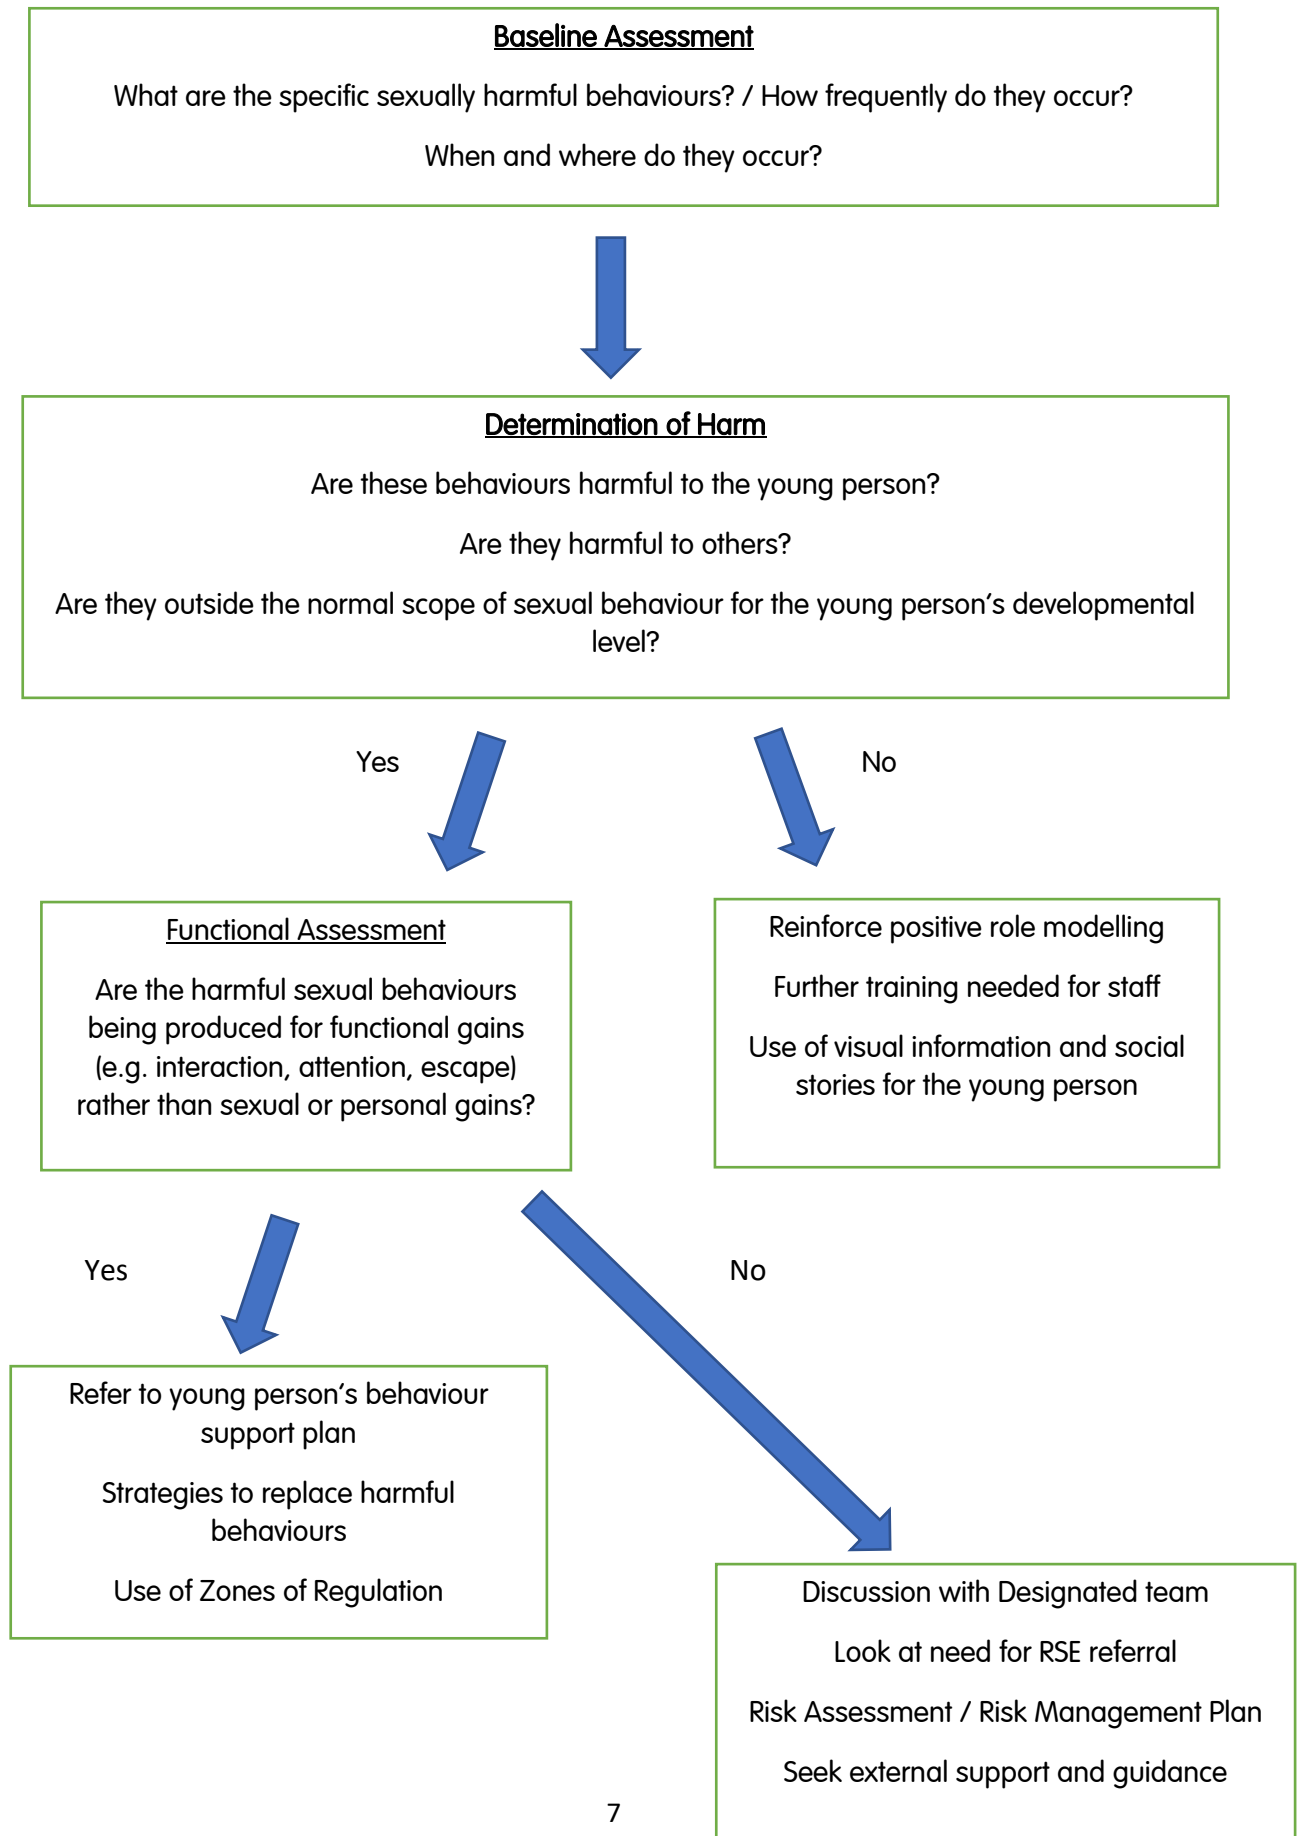 Baseline Assessment
What are the specific sexually harmful behaviours? / How frequently do they occur?
When and where do they occur?
Determination of Harm
Are these behaviours harmful to the young person?
Are they harmful to others?
Are they outside the normal scope of sexual behaviour for the young person’s developmental
level?
Yes
No
Functional Assessment
Are the harmful sexual behaviours
being produced for functional gains
(e.g. interaction, attention, escape)
rather than sexual or personal gains?
Reinforce positive role modelling
Further training needed for staff
Use of visual information and social
stories for the young person
Yes
No
Refer to young person’s behaviour
support plan
Strategies to replace harmful
behaviours
Use of Zones of Regulation
Discussion with Designated team
Look at need for RSE referral
Risk Assessment / Risk Management Plan
Seek external support and guidance
7